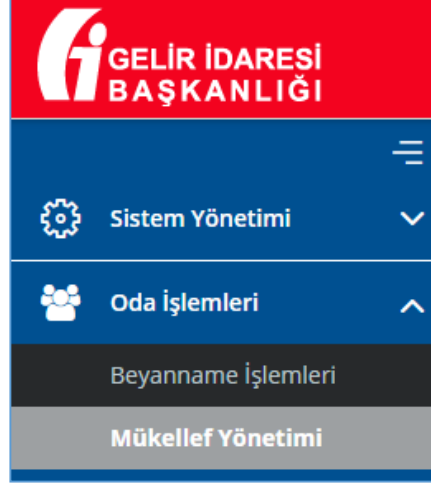 GELİR İDARESİ
BAŞKANLIĞI
Sistem Yönetimi
Oda İşlemleri
Beyanname İşlemleri
Mükellef Yönetimi